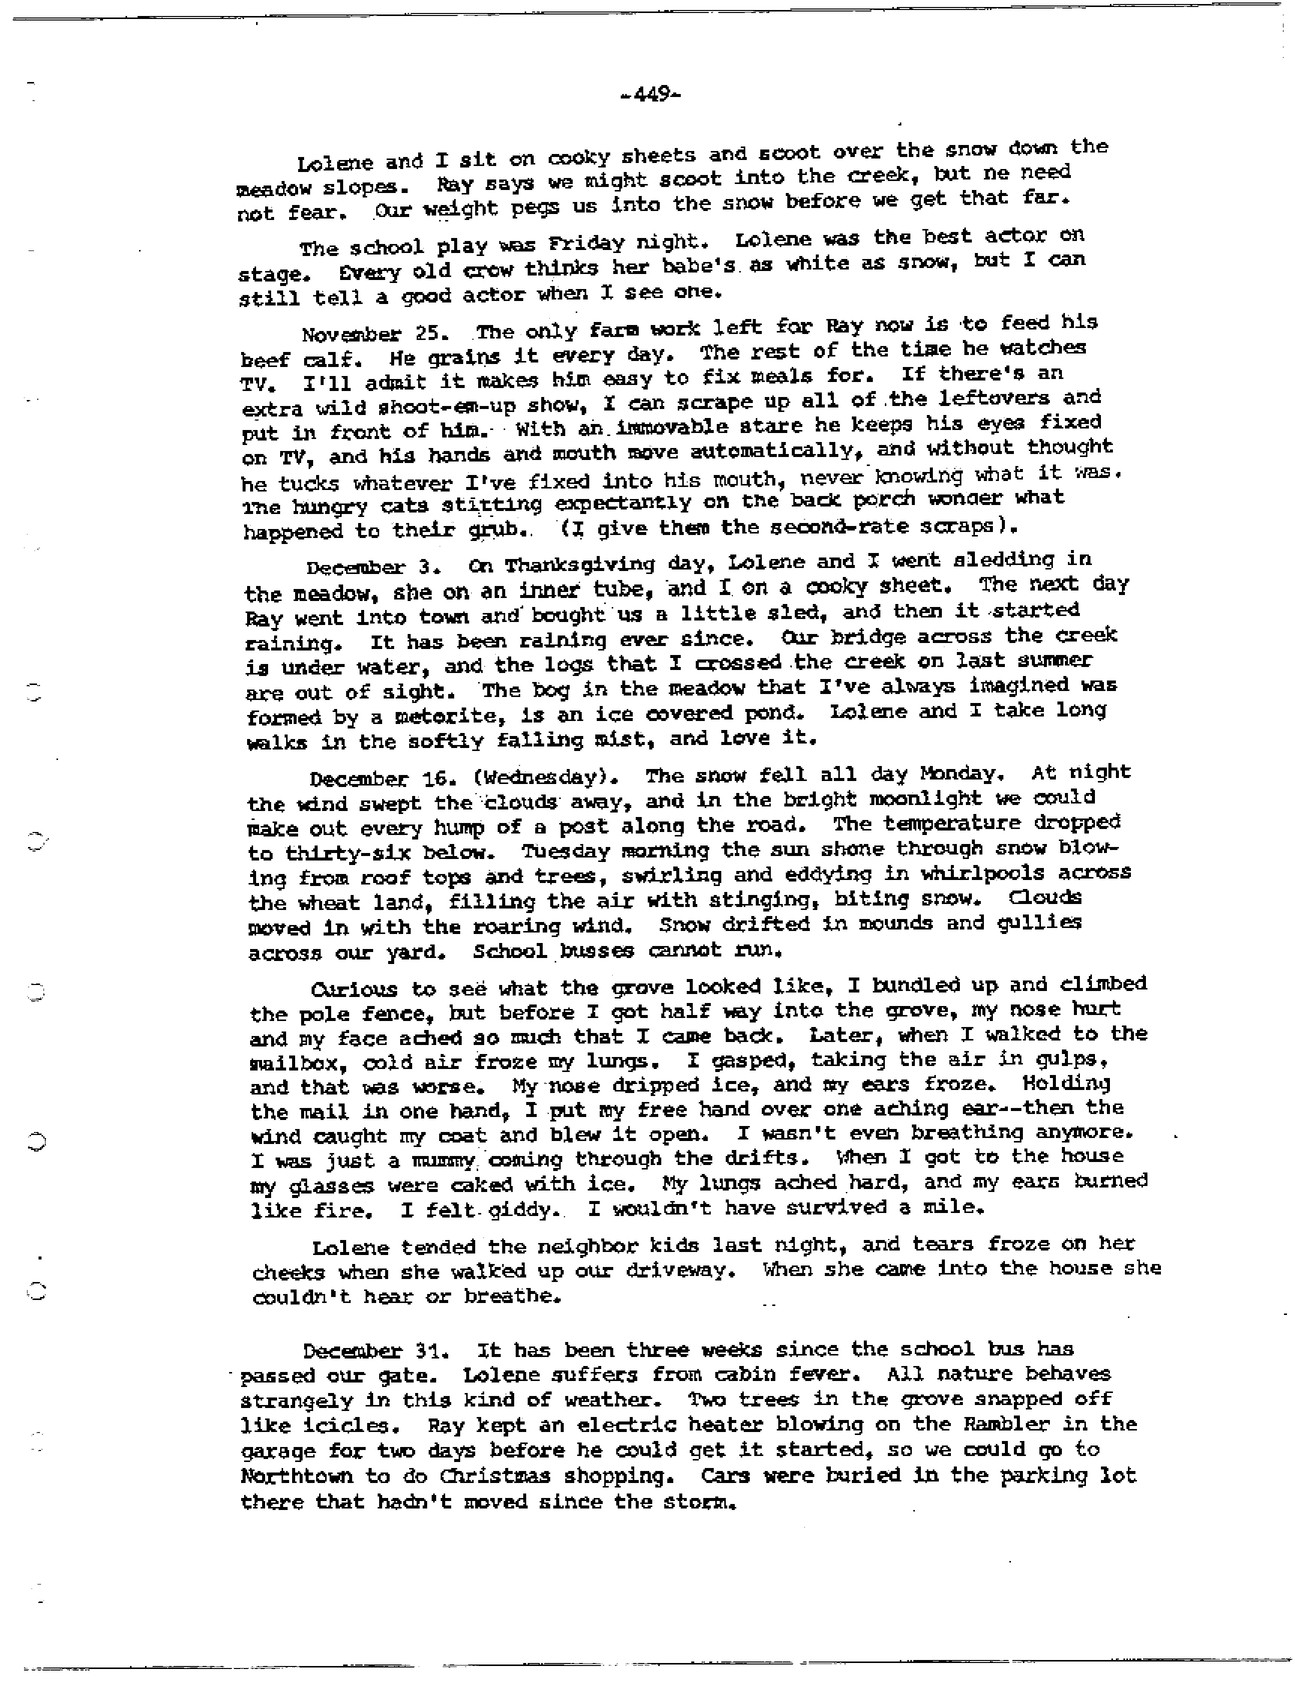 -449-
Lolene and I sit on cooky sheets and scoot over the snow down the
meadow slopes. Ray says we might scoot into the creek, but ne need
not fear. Our weight pegs us into the snow before we get that far.
The school play was Friday night. Lolene was the best actor on
stage. Every old crow thinks her babe's as white as snow, but I can
still tell a good actor when I see one.
November 25. The only farm work left for Ray now is to feed his
beef calf. He grains it every day. The rest of the time he watches
TV. I'll admit it makes him easy to fix meals for. If there's an
extra wild shoot-em-up show, I can scrape up all of the leftovers and
put in front of him. With an immovable stare he keeps his eyes fixed
on TV, and his hands and mouth move automatically, and without thought
he tucks whatever I've fixed into his mouth, never knowing what it was.
The hungry cats stitting expectantly on the back porch wonder what
happened to their grub. (I give them the second-rate scraps).
December 3. On Thanksgiving day, Lolene and I went sledding in
the meadow, she on an inner tube, and I on a cooky sheet. The next day
Ray went into town and bought us a little sled, and then it started
raining. It has been raining ever since. Our bridge across the creek
is under water, and the logs that I crossed the creek on last summer
are out of sight. The bog in the meadow that I've always imagined was
formed by a metorite, is an ice covered pond. Lolene and I take long
walks in the softly falling mist, and love it.
December 16. (Wednesday). The snow fell all day Monday. At night
the wind swept the clouds away, and in the bright moonlight we could
make out every hump of a post along the road. The temperature dropped
to thirty-six below. Tuesday morning the sun shone through snow blow-
ing from roof tops and trees, swirling and eddying in whirlpools across
the wheat land, filling the air with stinging, biting snow. Clouds
moved in with the roaring wind. Snow drifted in mounds and gullies
across our yard. School busses cannot run.
Curious to see what the grove looked like, I bundled up and climbed
the pole fence, but before I got half way into the grove, my nose hurt
and my face ached so much that I came back. Later, when I walked to the
mailbox, cold air froze my lungs. I gasped, taking the air in gulps,
and that was worse. My nose dripped ice, and my ears froze. Holding
the mail in one hand, I put my free hand over one aching ear--then the
wind caught my coat and blew it open. I wasn't even breathing anymore.
I was just a mummy coming through the drifts. When I got to the house
my glasses were caked with ice. My lungs ached hard, and my ears burned
like fire. I felt giddy. I wouldn't have survived a mile.
Lolene tended the neighbor kids last night, and tears froze on her
cheeks when she walked up our driveway. When she came into the house she
couldn't hear or breathe.
December 31. It has been three weeks since the school bus has
passed our gate. Lolene suffers from cabin fever. All nature behaves
strangely in this kind of weather. Two trees in the grove snapped off
like icicles. Ray kept an electric heater blowing on the Rambler in the
garage for two days before he could get it started, so we could go to
Northtown to do Christmas shopping. Cars were buried in the parking lot
there that hadn't moved since the storm.